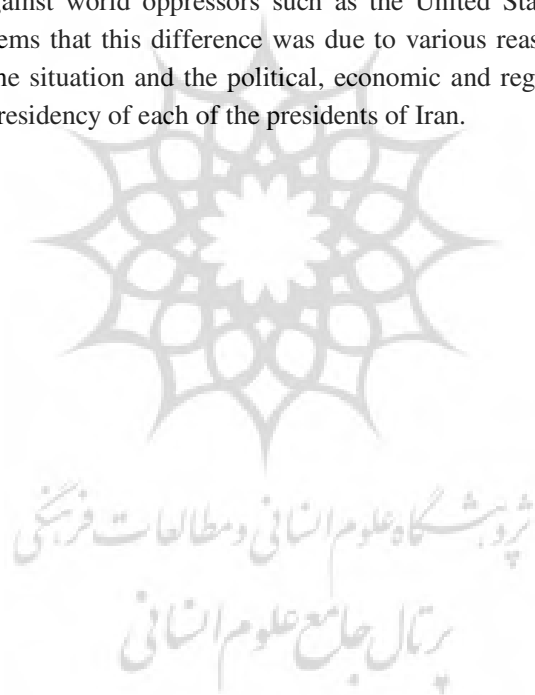 gainst world oppressors such as the United Sta
ems that this difference was due to various reas
ne situation and the political, economic and reg
residency of each of the presidents of Iran.
پژوهشگاه علوم انسانی و مطالعات فرهنگی
پرتال جامع علوم انسانی